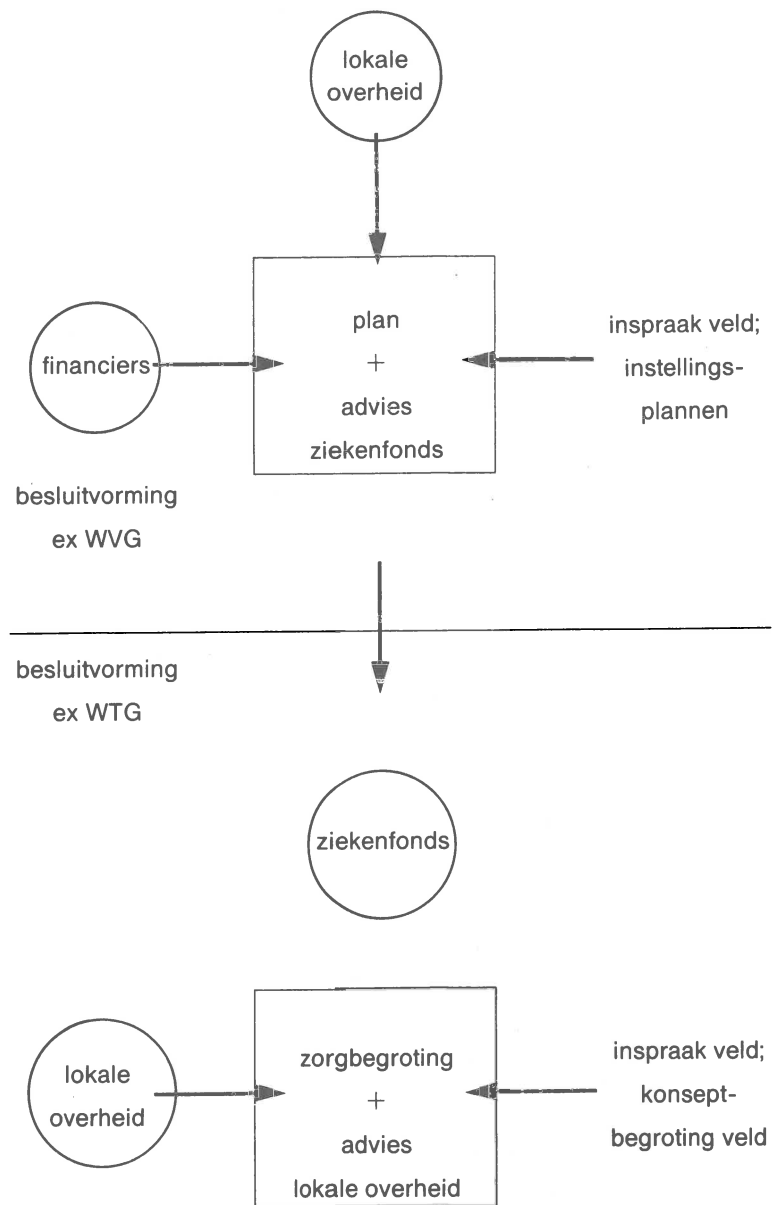 lokale
overheid
financiers
plan
+
advies
ziekenfonds
inspraak veld;
instellings-
plannen
besluitvorming
ex WVG
besluitvorming
ex WTG
ziekenfonds
lokale
overheid
zorgbegroting
+
advies
lokale overheid
inspraak veld;
konsept-
begroting veld